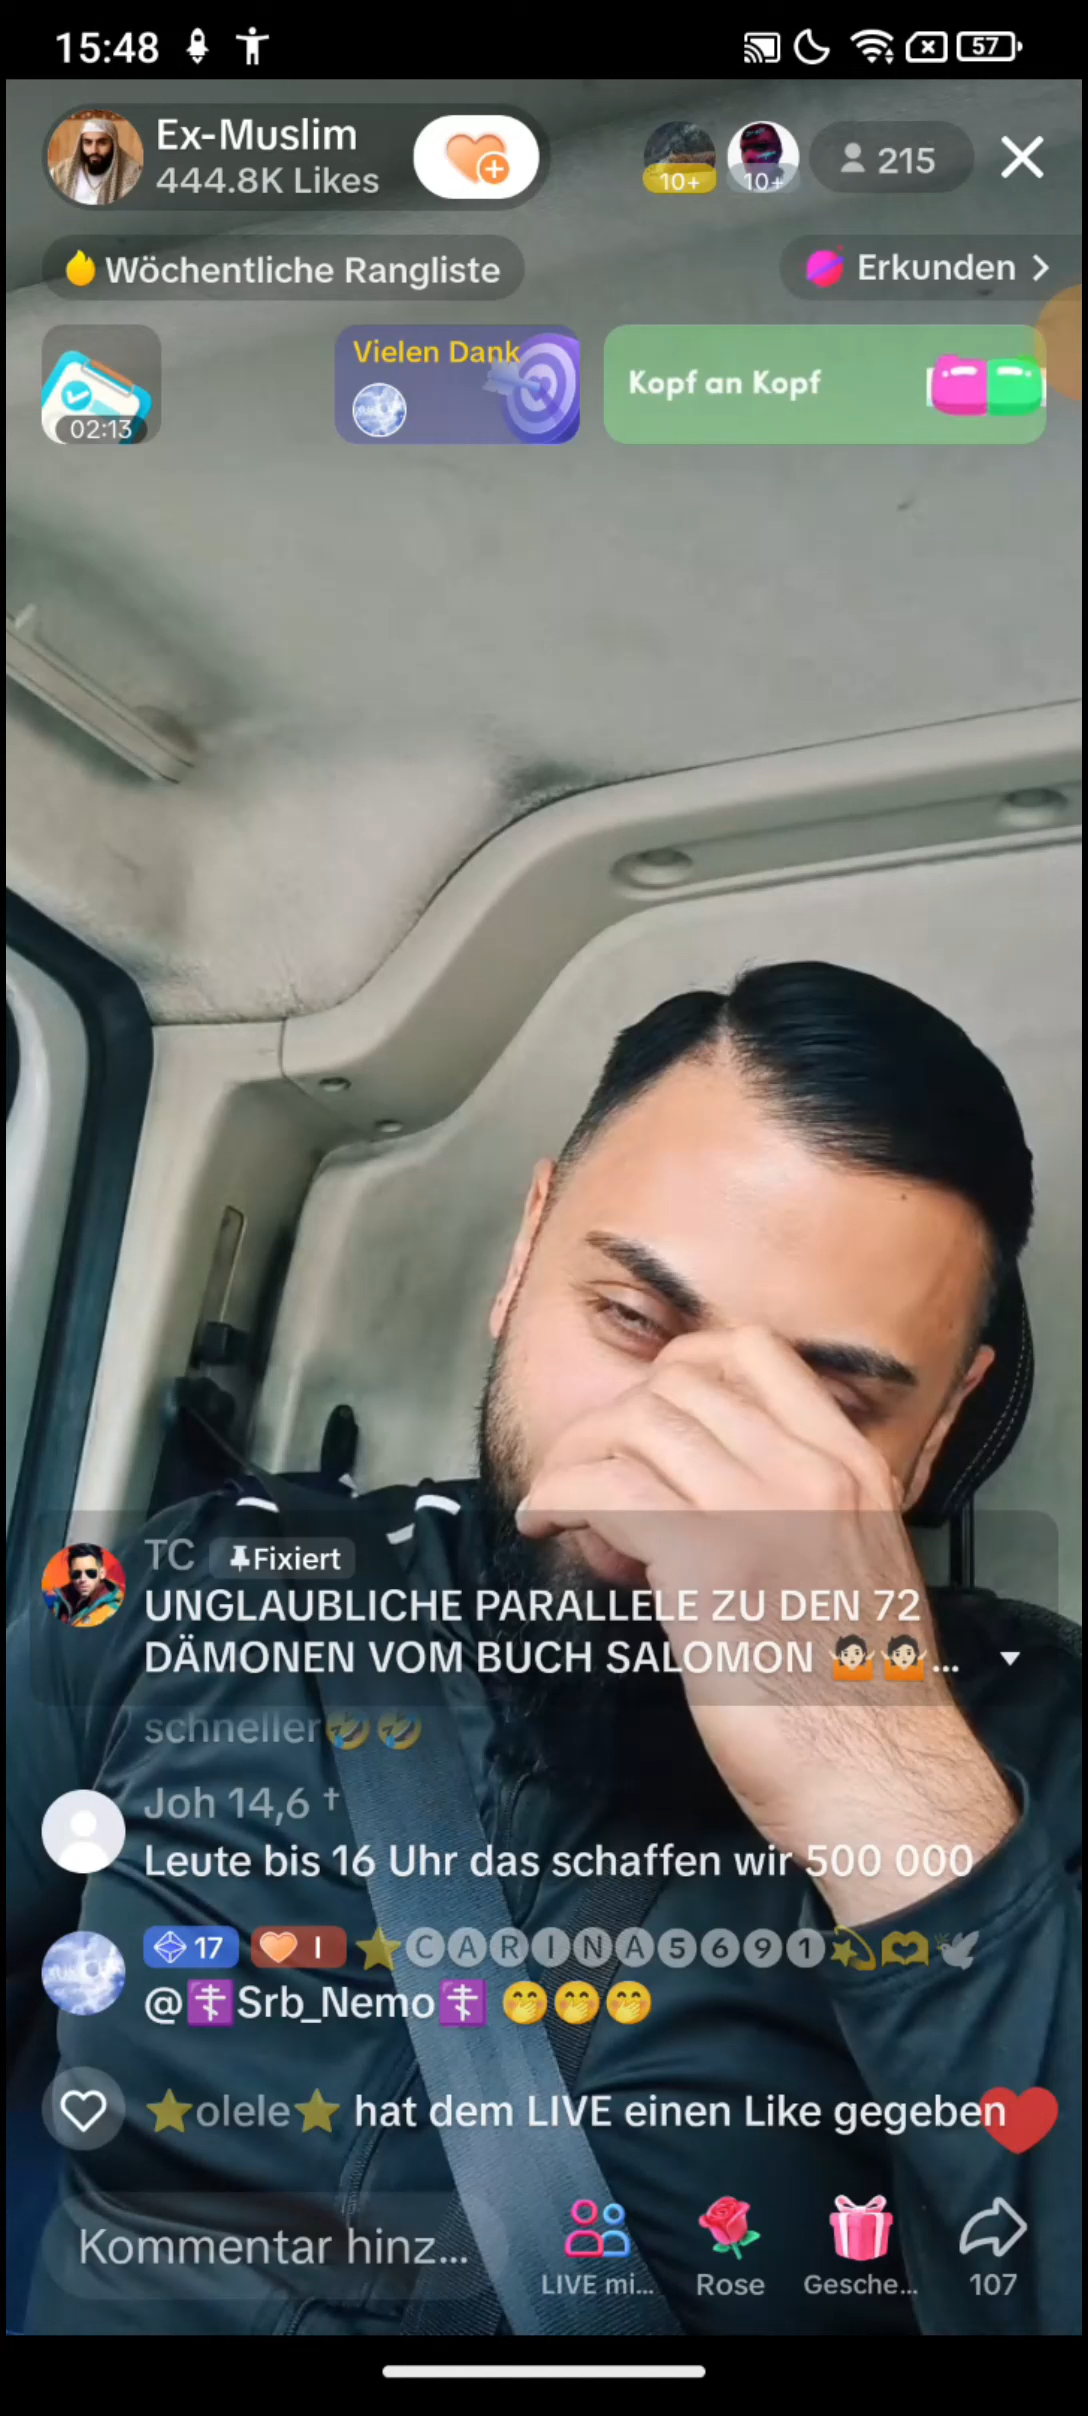 15:48
57
Ex-Muslim
444.8K Likes
10+
10+
215
Wöchentliche Rangliste
Erkunden
02:13
Vielen Dank
Kopf an Kopf
TC Fixiert
UNGLAUBLICHE PARALLELE ZU DEN 72
DÄMONEN VOM BUCH SALOMON 🤷🏻🤷🏻...
schneller🤣🤣
Joh 14,6 †
Leute bis 16 Uhr das schaffen wir 500 000
17 I ⭐ⒸⒶⓇⒾⓃⒶ⑤⑥⑨①💫🫶🕊
@☦Srb_Nemo☦ 🤭🤭🤭
⭐olele⭐ hat dem LIVE einen Like gegeben
Kommentar hinz...
LIVE mi...
Rose
Gesche...
107